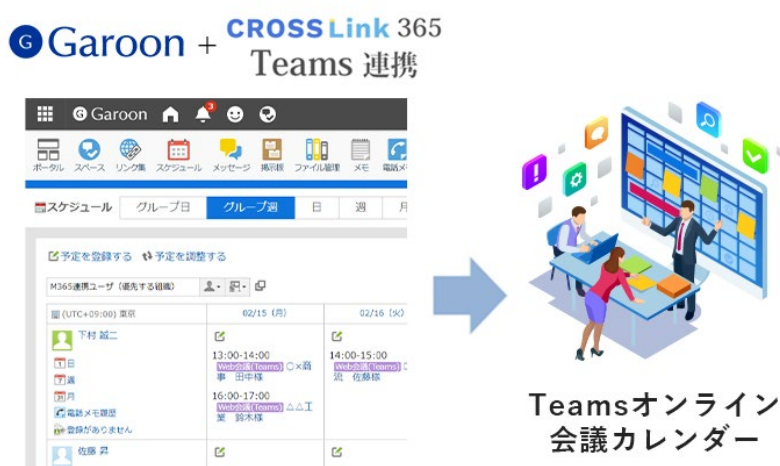 Garoon + CROSS Link 365
Teams 連携
Garoon 3
ポータル スペース リンク集 スケジュール メッセージ 掲示板 ファイル管理 メモ 電話メモ
スケジュール グループ日 グループ週 日 週 月
予定を登録する 予定を調整する
M365連携ユーザ（優先する組織）
(UTC+09:00) 東京 02/15（月） 02/16（火）
下村 誠二
日
週
月
電話メモ履歴
登録がありません
13:00-14:00
Web会議(Teams) ○×商
事 田中様
16:00-17:00
Web会議(Teams) △△工
業 鈴木様
14:00-15:00
Web会議(Teams)
流 佐藤様
佐藤 昇
Teamsオンライン
会議カレンダー